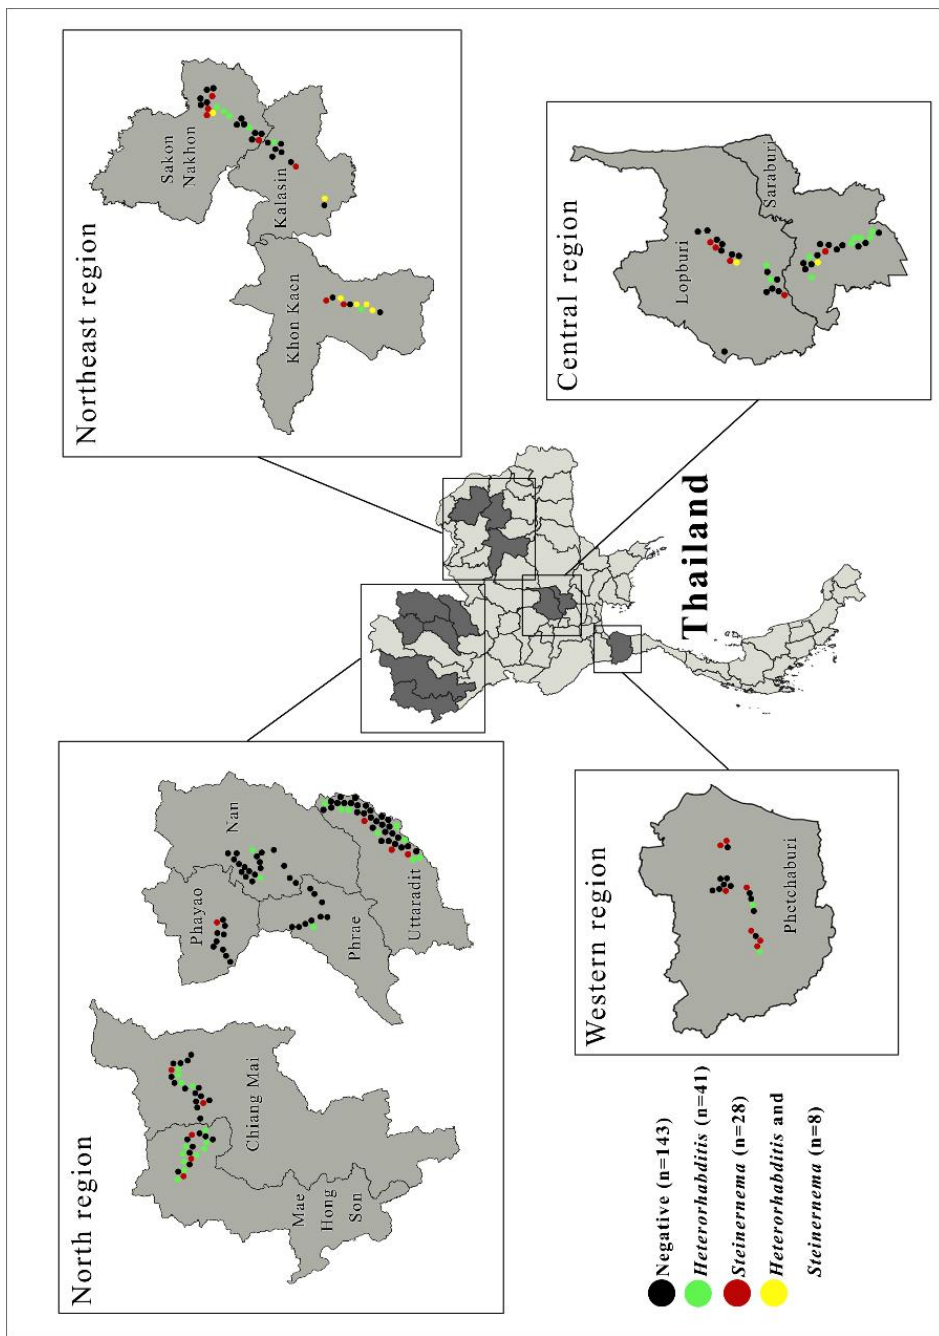 North region
Mae
Hong
Son
Chiang Mai
Phayao
Nan
Phrae
Uttaradit
Northeast region
Khon Kaen
Kalasin
Sakon
Nakhon
Thailand
Western region
Phetchaburi
Central region
Lopburi
Saraburi
Negative (n=143)
Heterorhabditis (n=41)
Steinernema (n=28)
Heterorhabditis and
Steinernema (n=8)